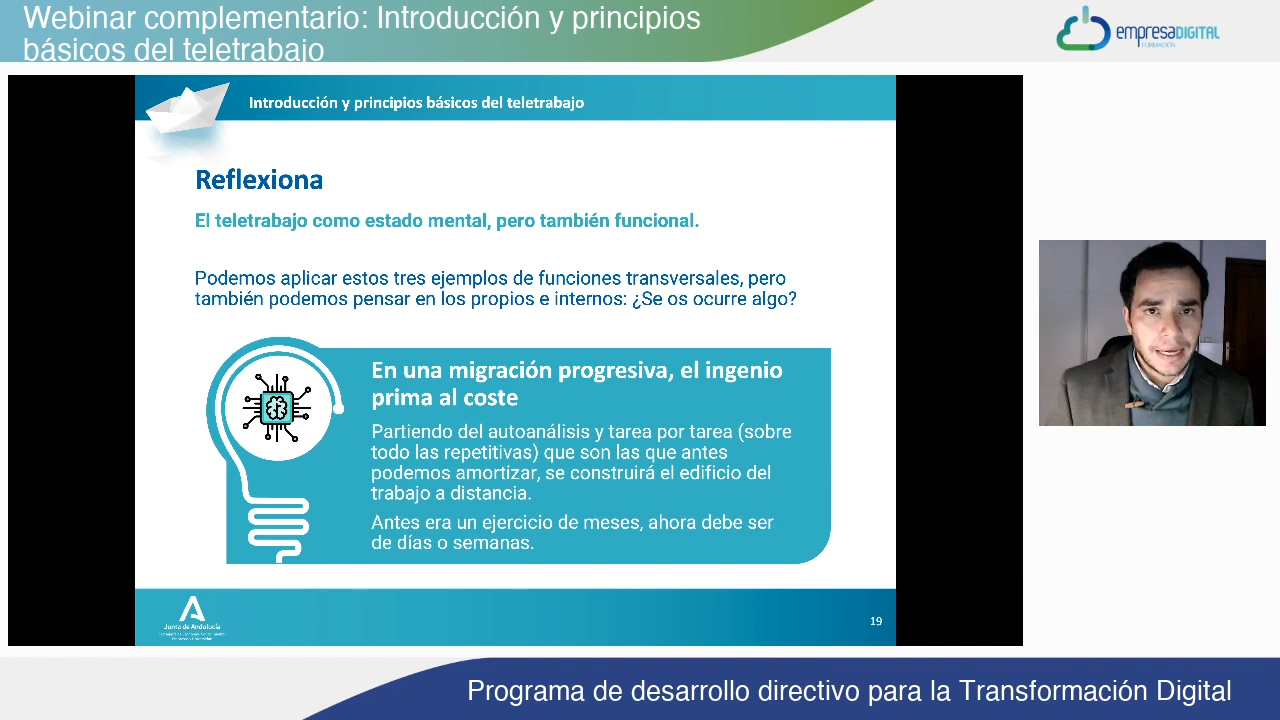 Webinar complementario: Introducción y principios
básicos del teletrabajo
empresaDIGITAL
FORMACIÓN
Introducción y principios básicos del teletrabajo
Reflexiona
El teletrabajo como estado mental, pero también funcional.
Podemos aplicar estos tres ejemplos de funciones transversales, pero
también podemos pensar en los propios e internos: ¿Se os ocurre algo?
En una migración progresiva, el ingenio
prima al coste
Partiendo del autoanálisis y tarea por tarea (sobre
todo las repetitivas) que son las que antes
podemos amortizar, se construirá el edificio del
trabajo a distancia.
Antes era un ejercicio de meses, ahora debe ser
de días o semanas.
Junta de Andalucía
19
Programa de desarrollo directivo para la Transformación Digital